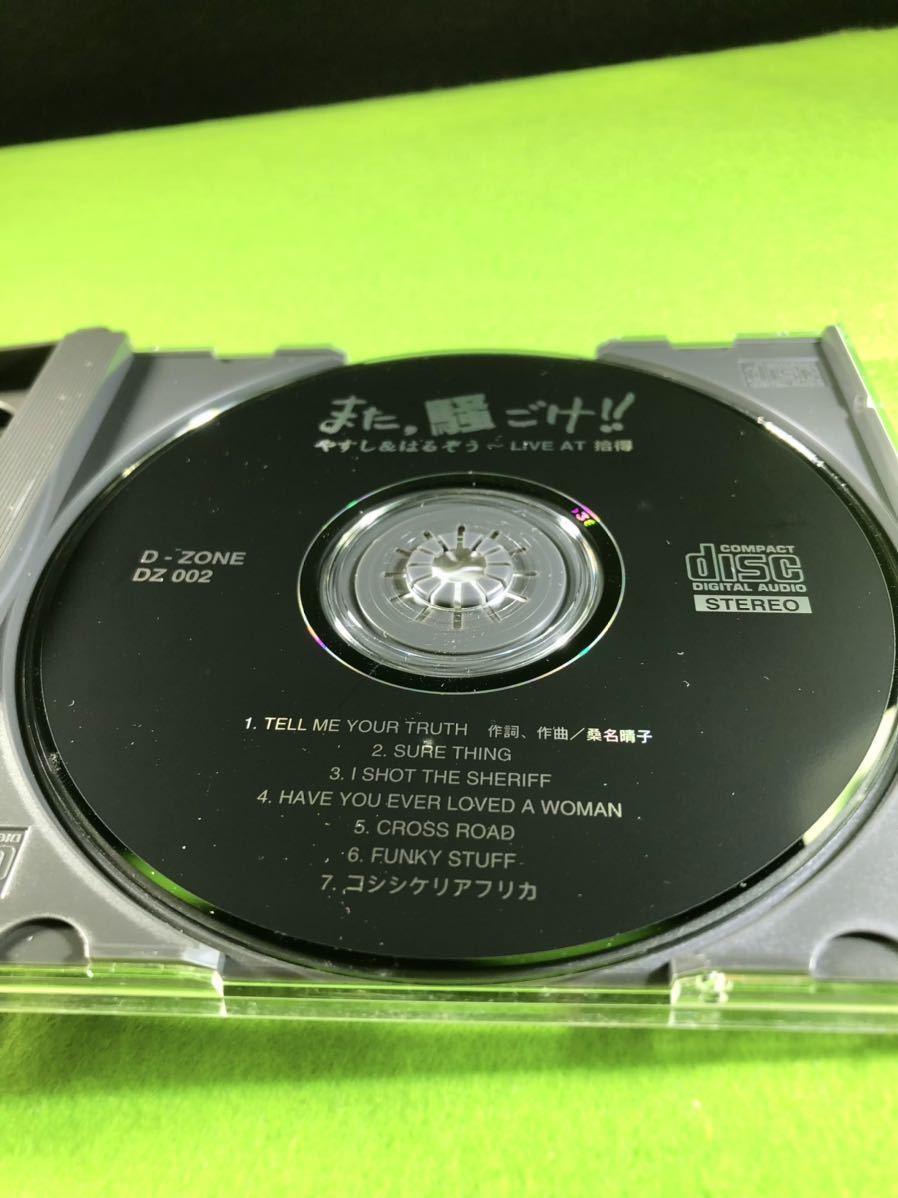 また,騒ごけ!!
やすし&はるぞう〜LIVE AT 拾得
D - ZONE
DZ 002
COMPACT
disc
DIGITAL AUDIO
STEREO
1. TELL ME YOUR TRUTH 作詞、作曲／桑名晴子
2. SURE THING
3. I SHOT THE SHERIFF
4. HAVE YOU EVER LOVED A WOMAN
5. CROSS ROAD
6. FUNKY STUFF
7. コシシケリアフリカ
disc